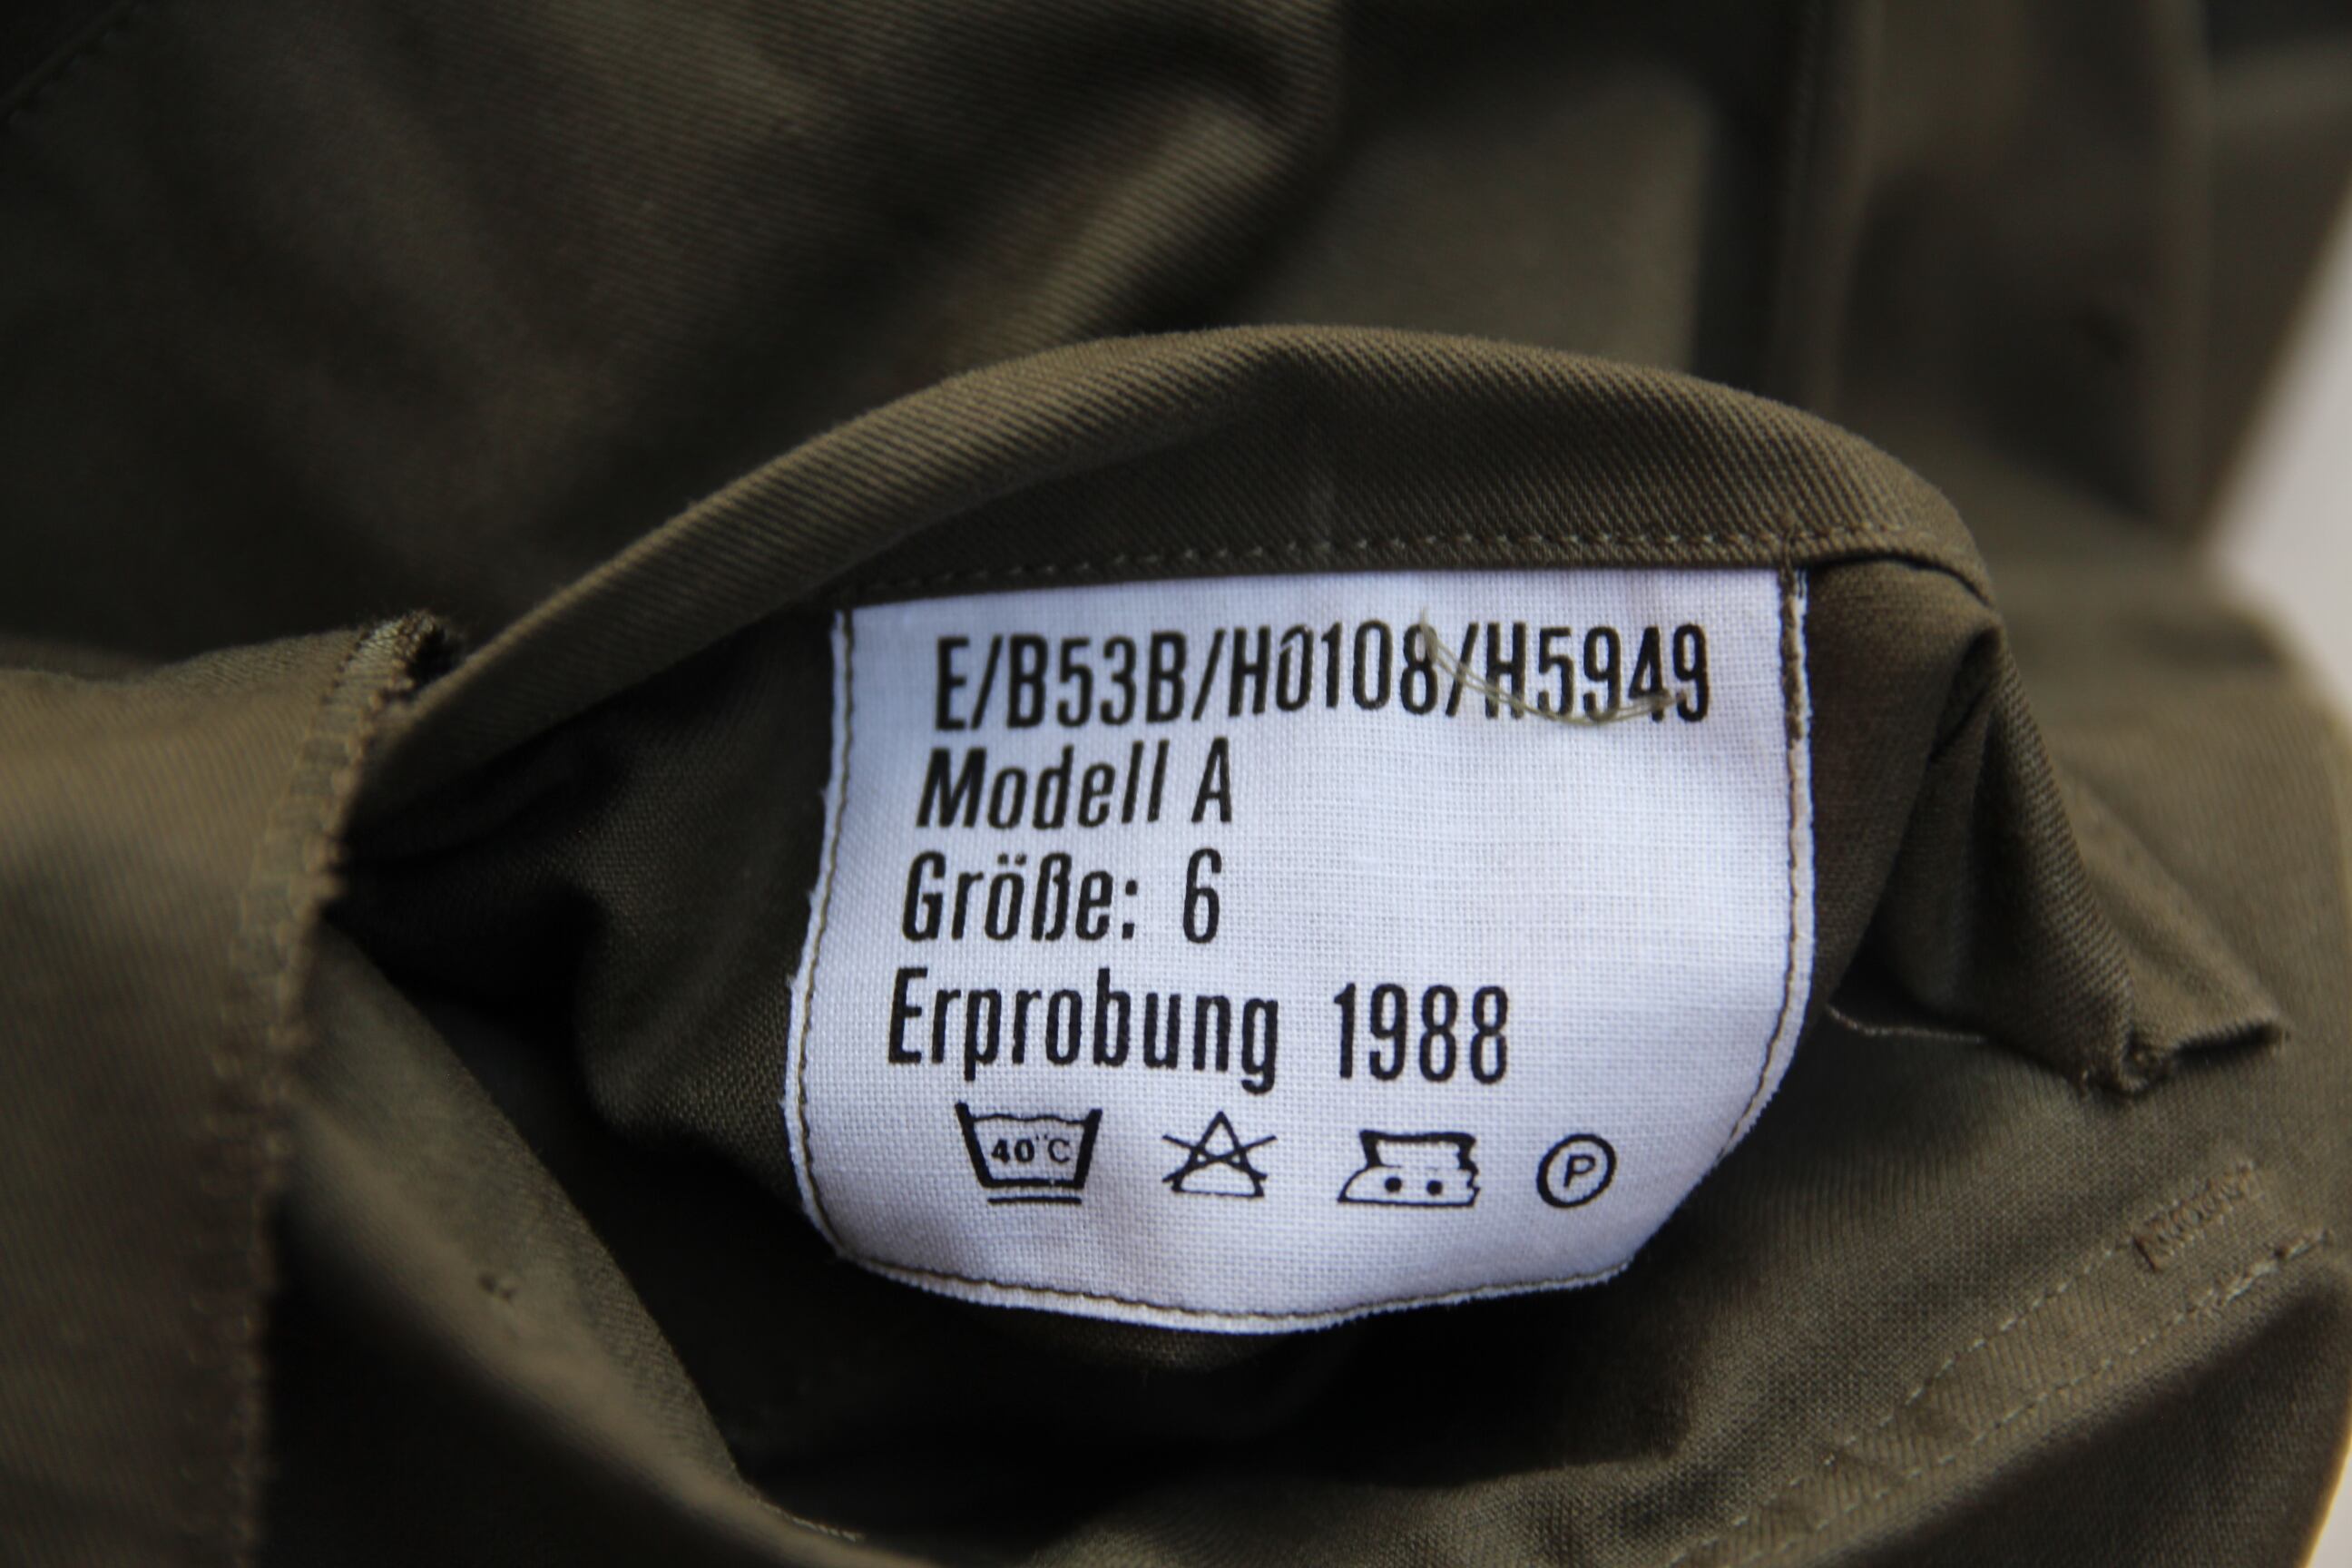 E/B53B/H0108/H5949
Modell A
Größe: 6
Erprobung 1988
40°C P